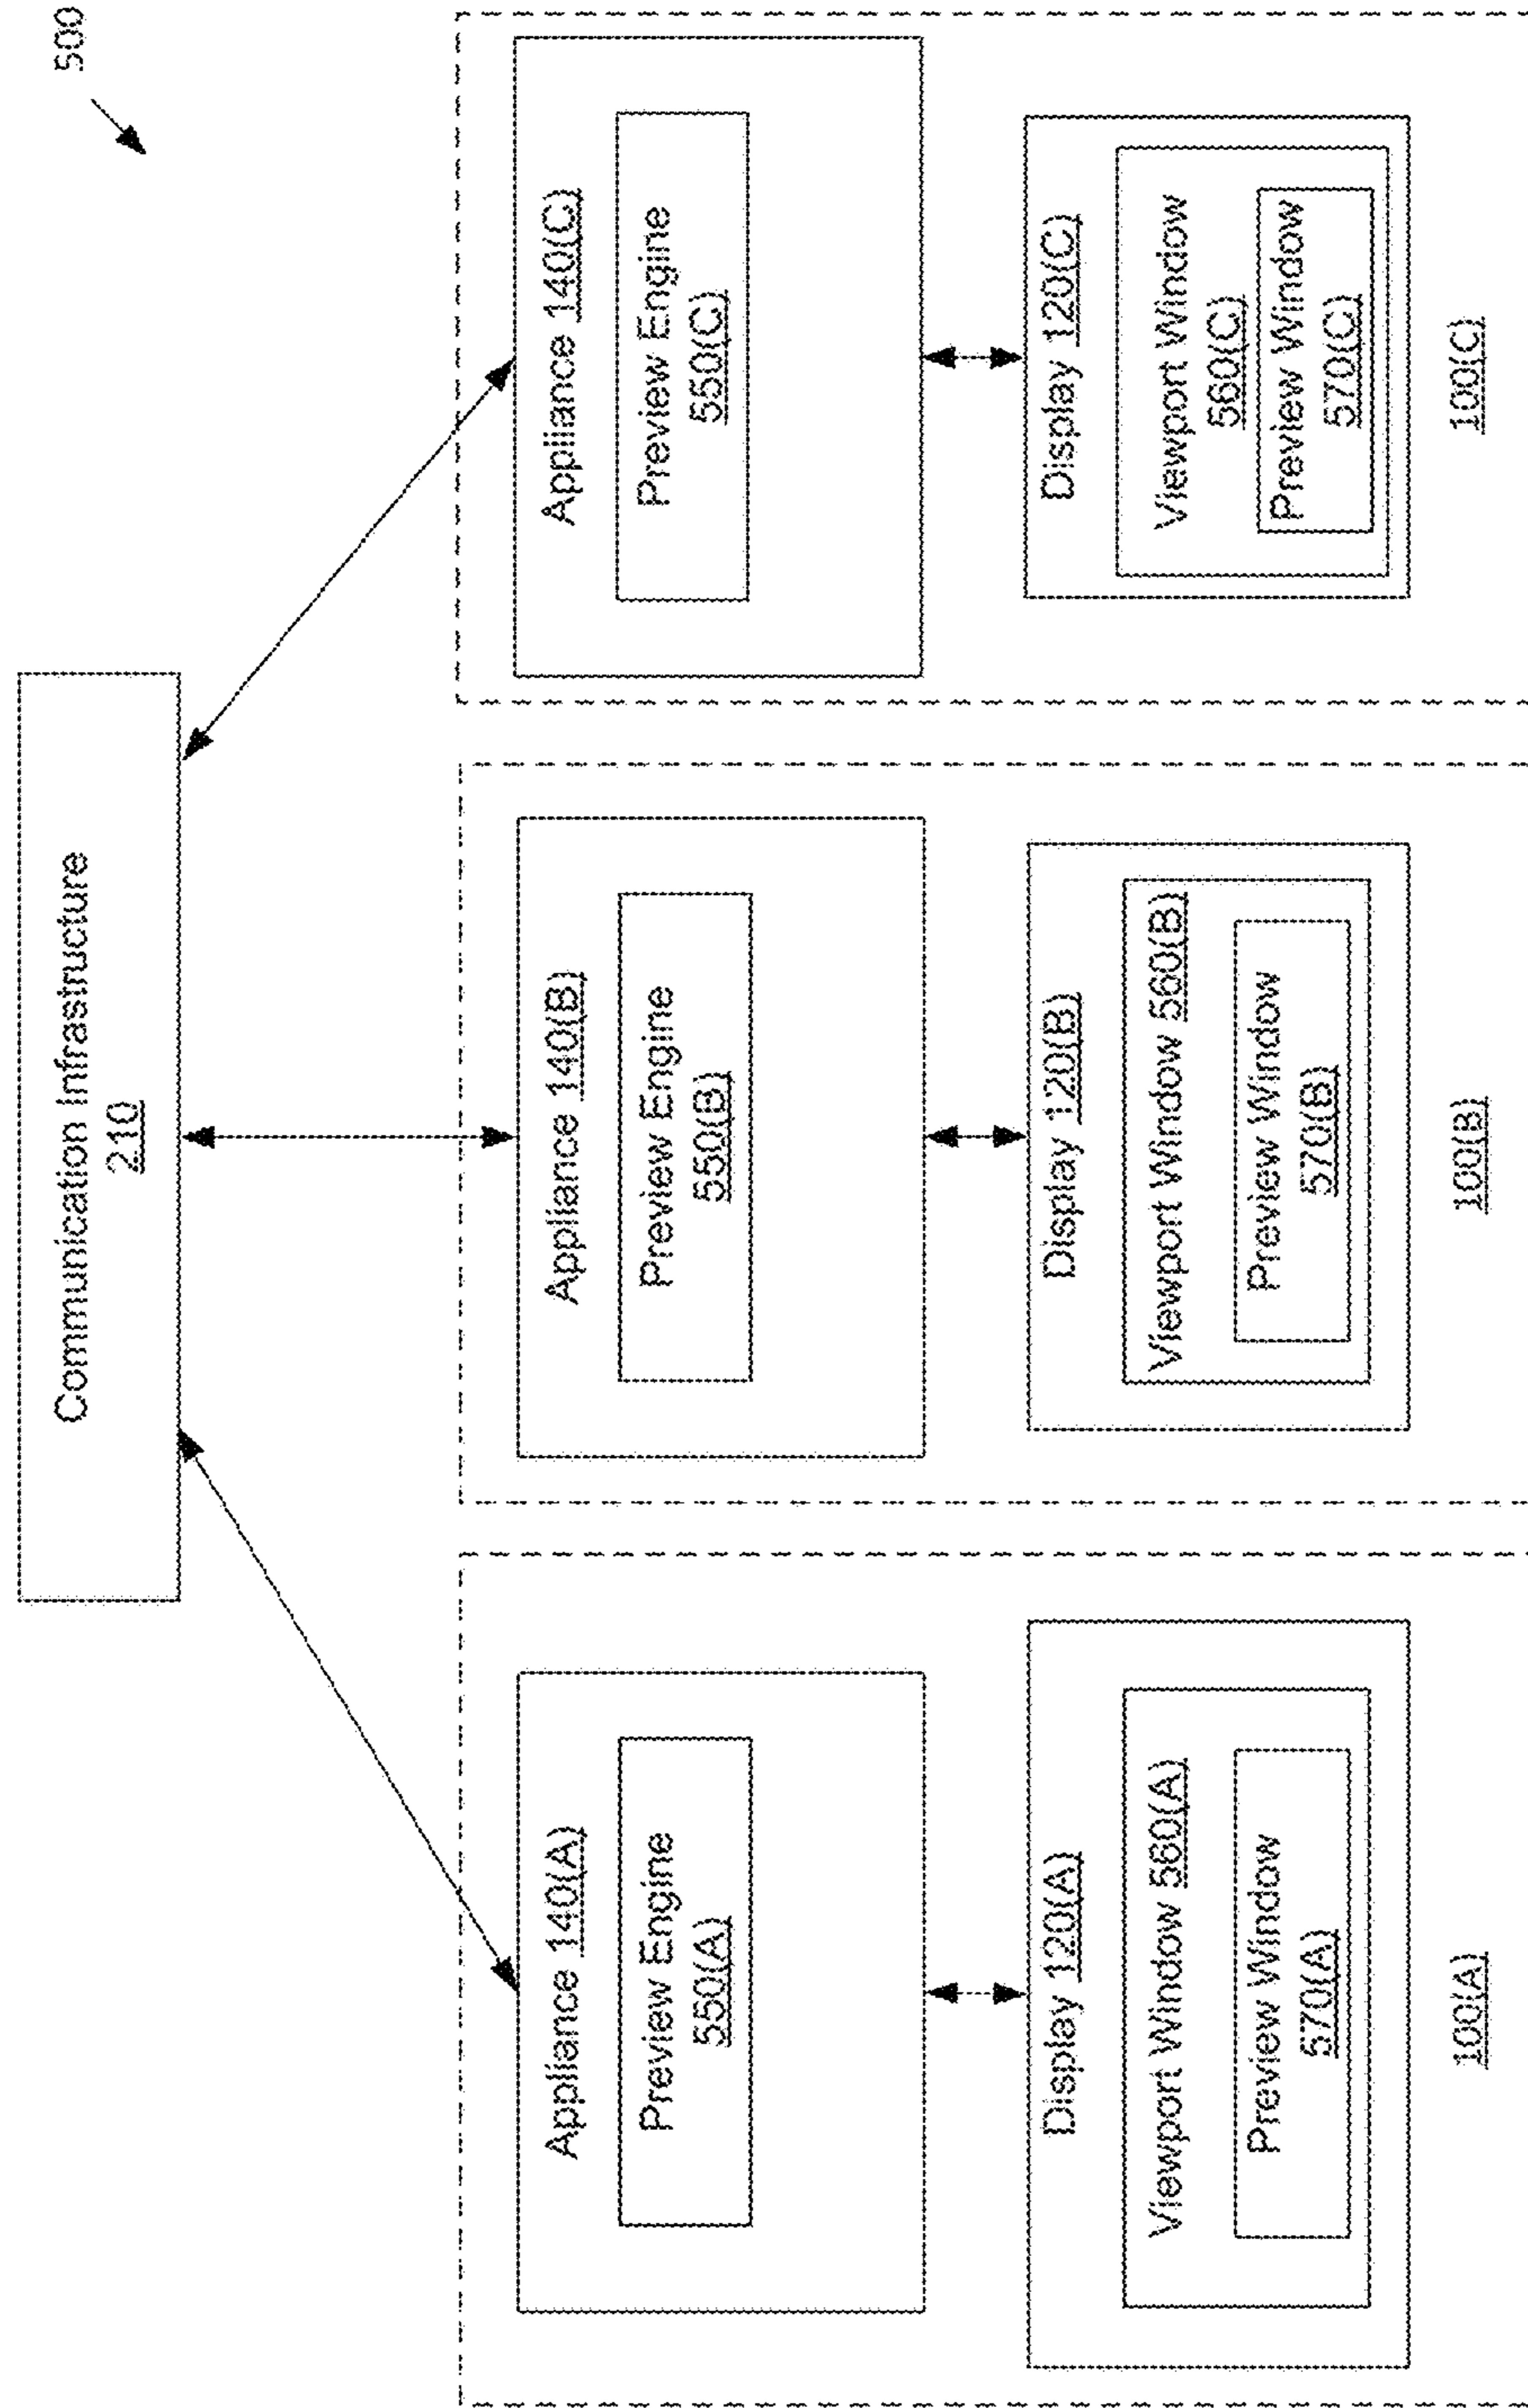 500
Communication Infrastructure
210
Appliance 140(A)
Preview Engine
550(A)
Display 120(A)
Viewport Window 560(A)
Preview Window
570(A)
100(A)
Appliance 140(B)
Preview Engine
550(B)
Display 120(B)
Viewport Window 560(B)
Preview Window
570(B)
100(B)
Appliance 140(C)
Preview Engine
550(C)
Display 120(C)
Viewport Window
560(C)
Preview Window
570(C)
100(C)